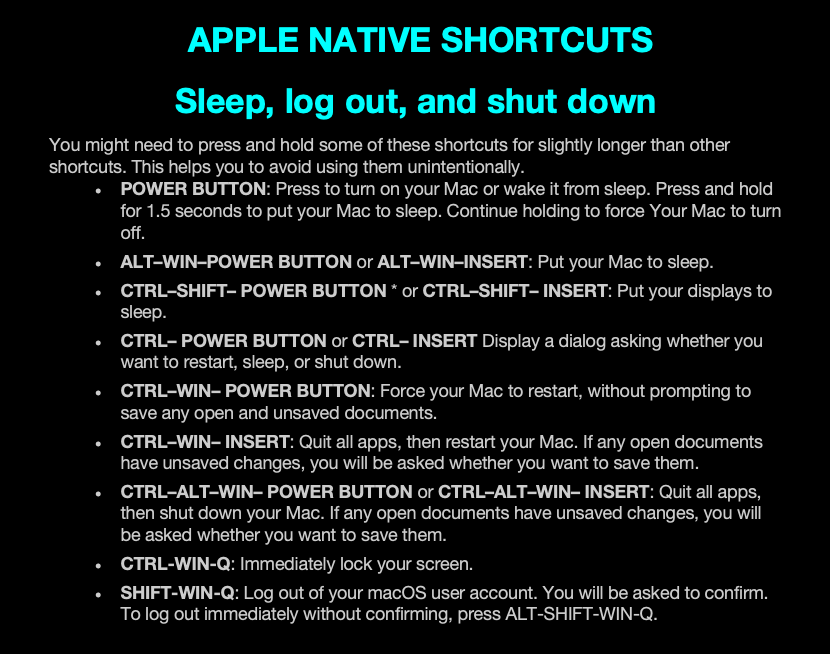 APPLE NATIVE SHORTCUTS
Sleep, log out, and shut down
You might need to press and hold some of these shortcuts for slightly longer than other
shortcuts. This helps you to avoid using them unintentionally.
• POWER BUTTON: Press to turn on your Mac or wake it from sleep. Press and hold
for 1.5 seconds to put your Mac to sleep. Continue holding to force Your Mac to turn
off.
• ALT–WIN–POWER BUTTON or ALT–WIN–INSERT: Put your Mac to sleep.
• CTRL–SHIFT– POWER BUTTON * or CTRL–SHIFT– INSERT: Put your displays to
sleep.
• CTRL– POWER BUTTON or CTRL– INSERT Display a dialog asking whether you
want to restart, sleep, or shut down.
• CTRL–WIN– POWER BUTTON: Force your Mac to restart, without prompting to
save any open and unsaved documents.
• CTRL–WIN– INSERT: Quit all apps, then restart your Mac. If any open documents
have unsaved changes, you will be asked whether you want to save them.
• CTRL–ALT–WIN– POWER BUTTON or CTRL–ALT–WIN– INSERT: Quit all apps,
then shut down your Mac. If any open documents have unsaved changes, you will
be asked whether you want to save them.
• CTRL-WIN-Q: Immediately lock your screen.
• SHIFT-WIN-Q: Log out of your macOS user account. You will be asked to confirm.
To log out immediately without confirming, press ALT-SHIFT-WIN-Q.